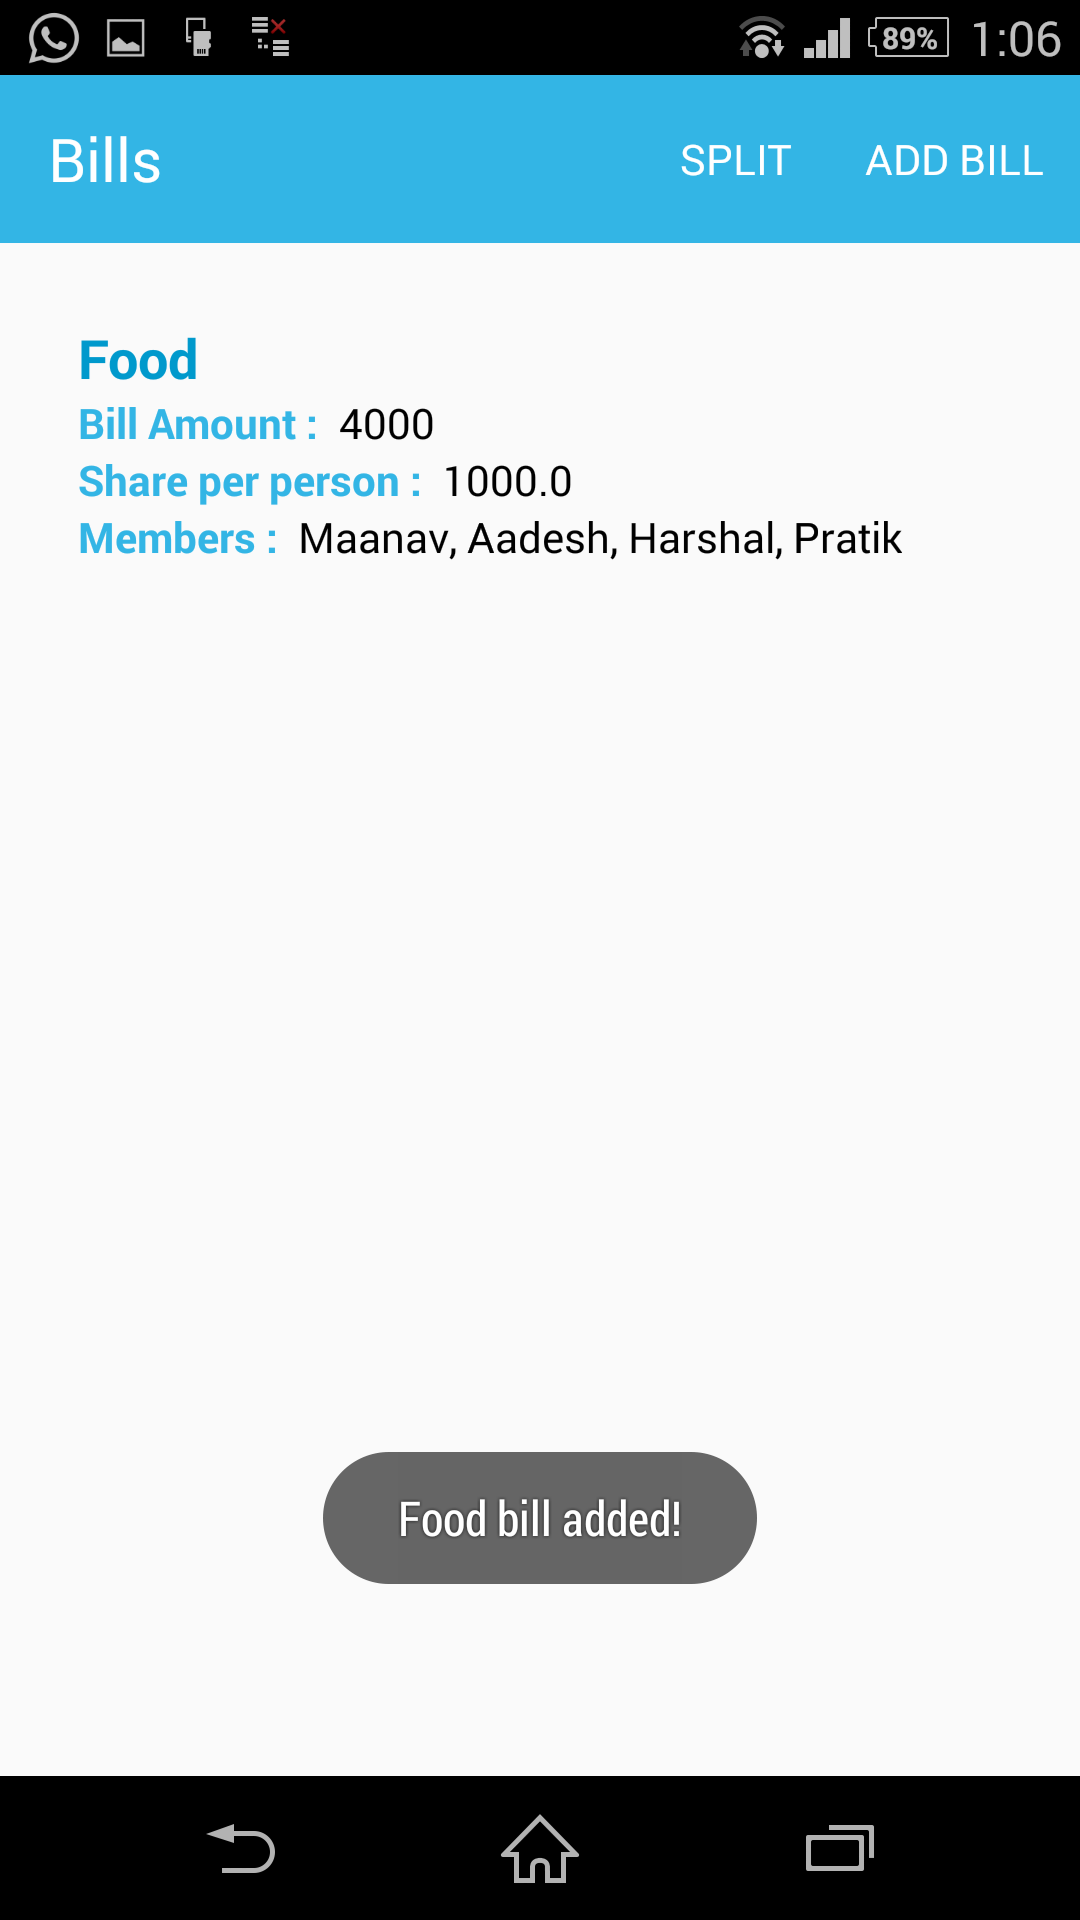 89% 1:06
Bills SPLIT ADD BILL
Food
Bill Amount : 4000
Share per person : 1000.0
Members : Maanav, Aadesh, Harshal, Pratik
Food bill added!